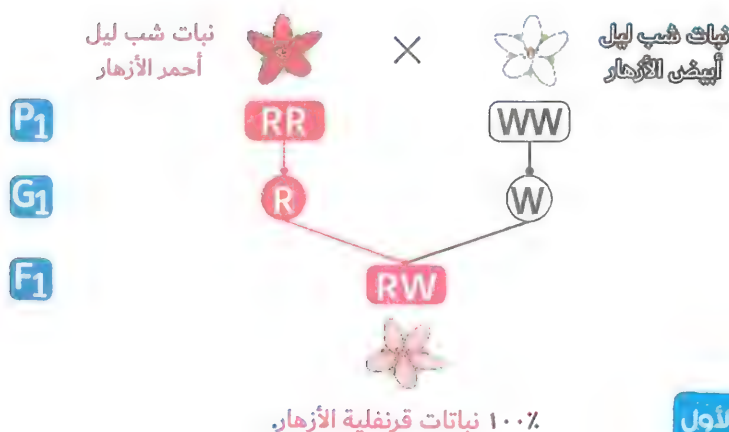 نبات شب ليل
أبيض الأزهار
×
نبات شب ليل
أحمر الأزهار
P1
RR
WW
G1
R
W
F1
RW
١٠٠٪ نباتات قرنفلية الأزهار.
الأول